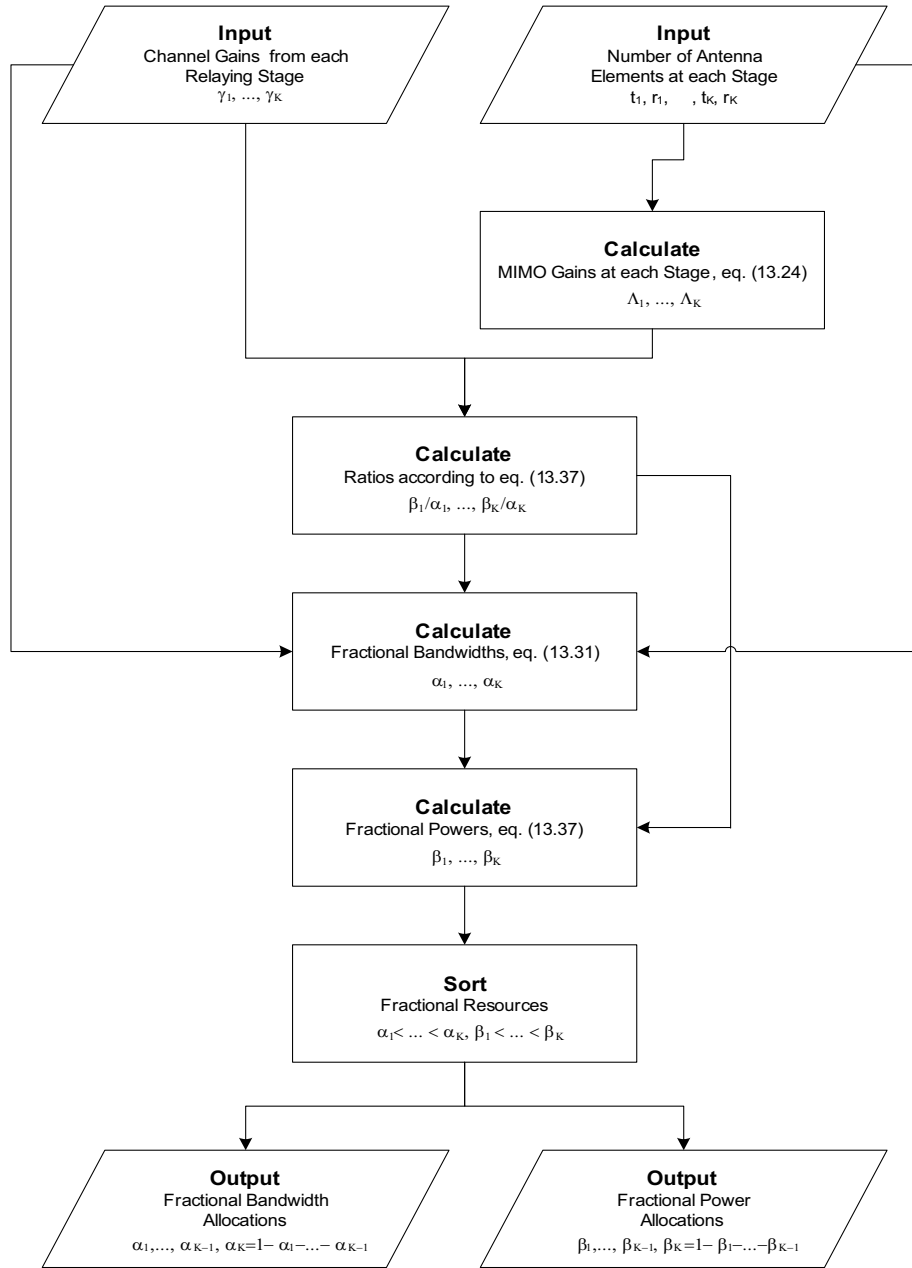 Input
Channel Gains from each
Relaying Stage
γ₁, ..., γK
Input
Number of Antenna
Elements at each Stage
t₁, r₁, , tK, rK
Calculate
MIMO Gains at each Stage, eq. (13.24)
Λ₁, ..., ΛK
Calculate
Ratios according to eq. (13.37)
β₁/α₁, ..., βK/αK
Calculate
Fractional Bandwidths, eq. (13.31)
α₁, ..., αK
Calculate
Fractional Powers, eq. (13.37)
β₁, ..., βK
Sort
Fractional Resources
α₁< ... < αK, β₁ < ... < βK
Output
Fractional Bandwidth
Allocations
α₁,..., αK−1, αK=1− α₁−...− αK−1
Output
Fractional Power
Allocations
β₁,..., βK−1, βK=1− β₁−...−βK−1